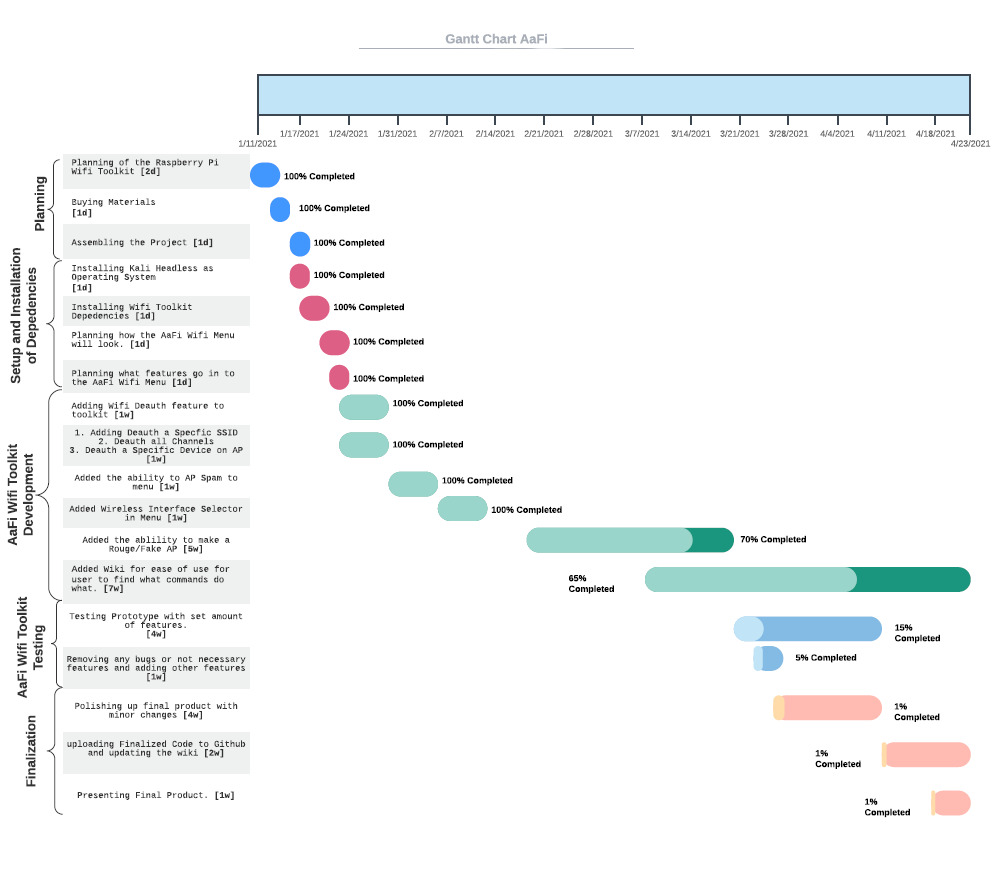 Gantt Chart AaFi
1/11/2021
1/17/2021
1/24/2021
1/31/2021
2/7/2021
2/14/2021
2/21/2021
2/28/2021
3/7/2021
3/14/2021
3/21/2021
3/28/2021
4/4/2021
4/11/2021
4/18/2021
4/23/2021
Planning
Planning of the Raspberry Pi
Wifi Toolkit [2d]
100% Completed
Buying Materials
[1d]
100% Completed
Assembling the Project [1d]
100% Completed
Setup and Installation
of Depedencies
Installing Kali Headless as
Operating System
[1d]
100% Completed
Installing Wifi Toolkit
Depedencies [1d]
100% Completed
Planning how the AaFi Wifi Menu
will look. [1d]
100% Completed
Planning what features go in to
the AaFi Wifi Menu [1d]
100% Completed
AaFi Wifi Toolkit
Development
Adding Wifi Deauth feature to
toolkit [1w]
100% Completed
1. Adding Deauth a Specfic SSID
2. Deauth all Channels
3. Deauth a Specific Device on AP
[1w]
100% Completed
Added the ability to AP Spam to
menu [1w]
100% Completed
Added Wireless Interface Selector
in Menu [1w]
100% Completed
Added the ablility to make a
Rouge/Fake AP [5w]
70% Completed
Added Wiki for ease of use for
user to find what commands do
what. [7w]
65%
Completed
AaFi Wifi Toolkit
Testing
Testing Prototype with set amount
of features.
[4w]
15%
Completed
Removing any bugs or not necessary
features and adding other features
[1w]
5% Completed
Finalization
Polishing up final product with
minor changes [4w]
1%
Completed
uploading Finalized Code to Github
and updating the wiki [2w]
1%
Completed
Presenting Final Product. [1w]
1%
Completed